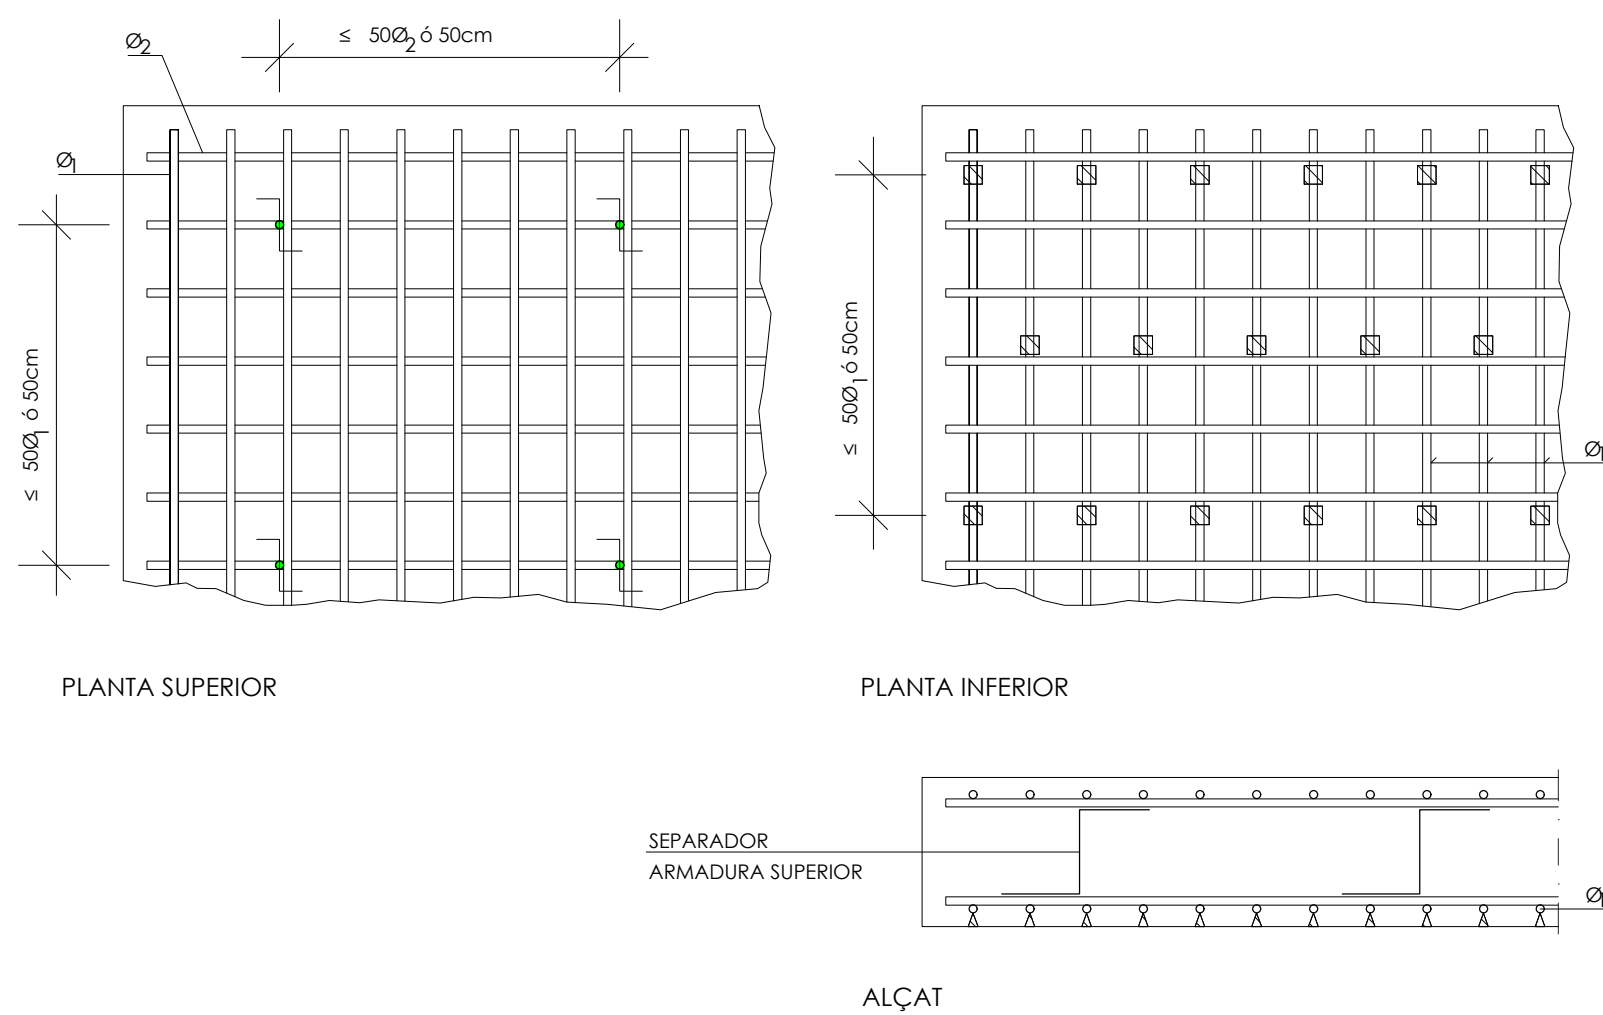 ≤ 50Ø2 ó 50cm
Ø2
Ø1
≤ 50Ø1 ó 50cm
PLANTA SUPERIOR
≤ 50Ø1 ó 50cm
Ø1
PLANTA INFERIOR
SEPARADOR
ARMADURA SUPERIOR
Ø1
ALÇAT